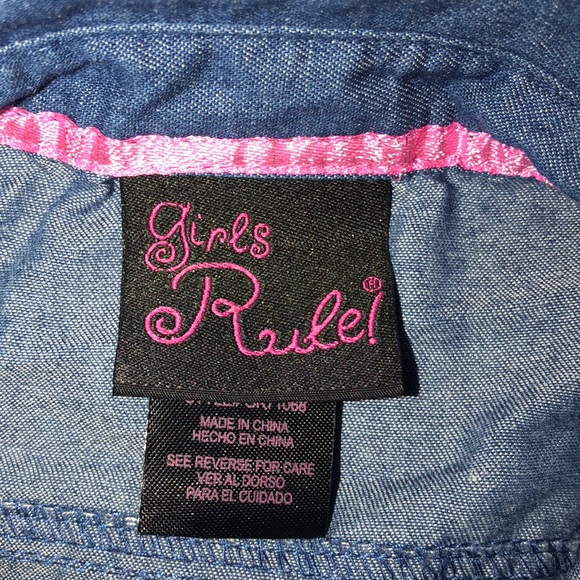 girls
Rule!®
MADE IN CHINA
HECHO EN CHINA
SEE REVERSE FOR CARE
VER AL DORSO
PARA EL CUIDADO